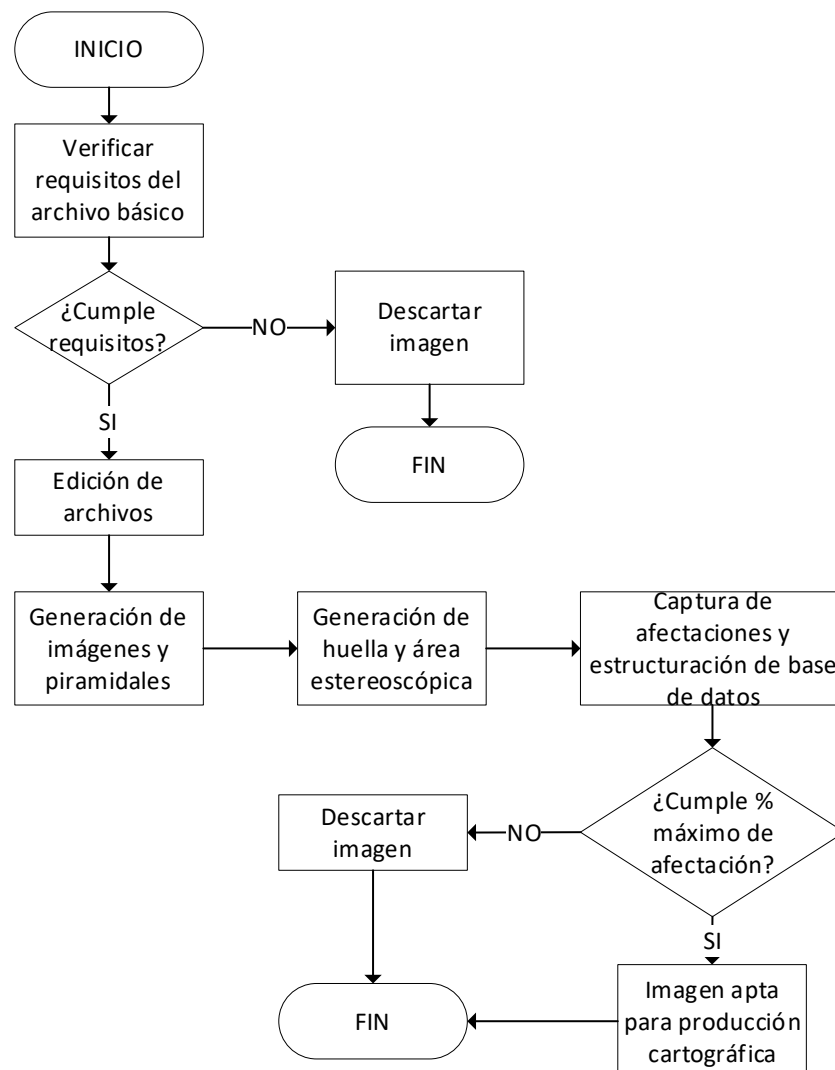 INICIO
Verificar
requisitos del
archivo básico
¿Cumple
requisitos?
NO
Descartar
imagen
FIN
SI
Edición de
archivos
Generación de
imágenes y
piramidales
Generación de
huella y área
estereoscópica
Captura de
afectaciones y
estructuración de base
de datos
¿Cumple %
máximo de
afectación?
NO
Descartar
imagen
SI
Imagen apta
para producción
cartográfica
FIN